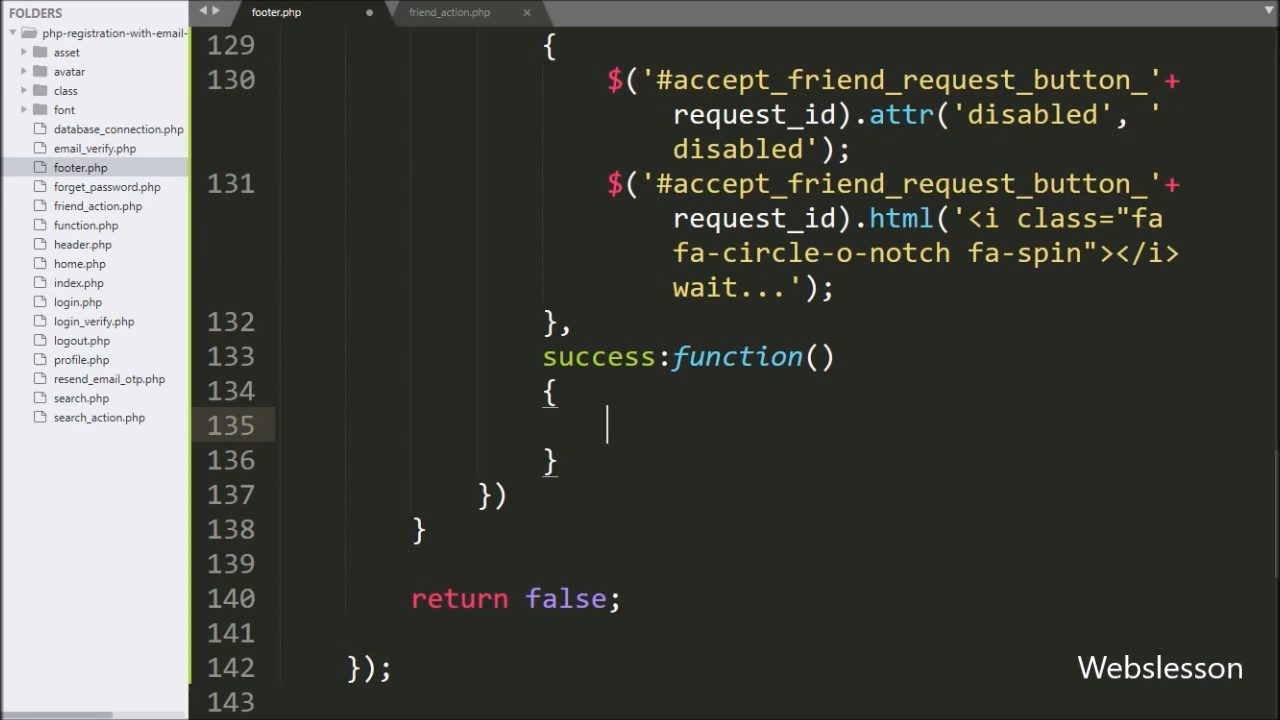 FOLDERS
php-registration-with-email-
asset
avatar
class
font
database_connection.php
email_verify.php
footer.php
forget_password.php
friend_action.php
function.php
header.php
home.php
index.php
login.php
login_verify.php
logout.php
profile.php
resend_email_otp.php
search.php
search_action.php
footer.php
friend_action.php
129 {
130 $('#accept_friend_request_button_'+
request_id).attr('disabled', '
disabled');
131 $('#accept_friend_request_button_'+
request_id).html('<i class="fa
fa-circle-o-notch fa-spin"></i>
wait...');
132 },
133 success:function()
134 {
135
136 }
137 })
138 }
139
140 return false;
141
142 });
143
Webslesson